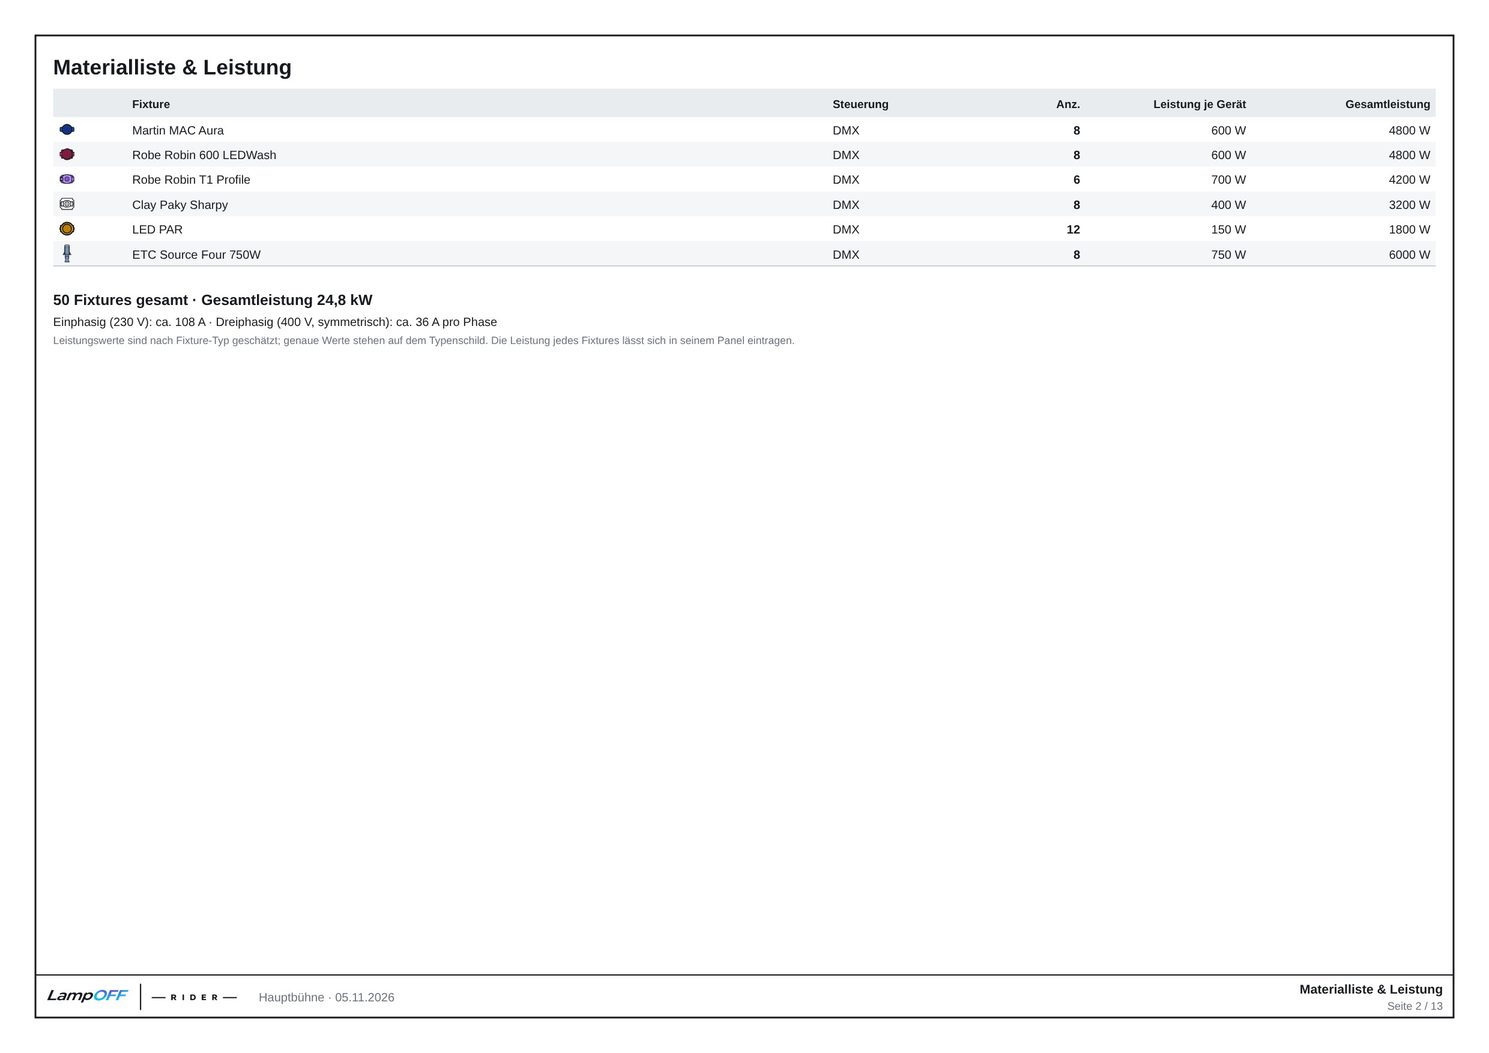 Materialliste & Leistung
Fixture Steuerung Anz. Leistung je Gerät Gesamtleistung
Martin MAC Aura DMX 8 600 W 4800 W
Robe Robin 600 LEDWash DMX 8 600 W 4800 W
Robe Robin T1 Profile DMX 6 700 W 4200 W
Clay Paky Sharpy DMX 8 400 W 3200 W
LED PAR DMX 12 150 W 1800 W
ETC Source Four 750W DMX 8 750 W 6000 W
50 Fixtures gesamt · Gesamtleistung 24,8 kW
Einphasig (230 V): ca. 108 A · Dreiphasig (400 V, symmetrisch): ca. 36 A pro Phase
Leistungswerte sind nach Fixture-Typ geschätzt; genaue Werte stehen auf dem Typenschild. Die Leistung jedes Fixtures lässt sich in seinem Panel eintragen.
LampOFF — RIDER — Hauptbühne · 05.11.2026
Materialliste & Leistung
Seite 2 / 13